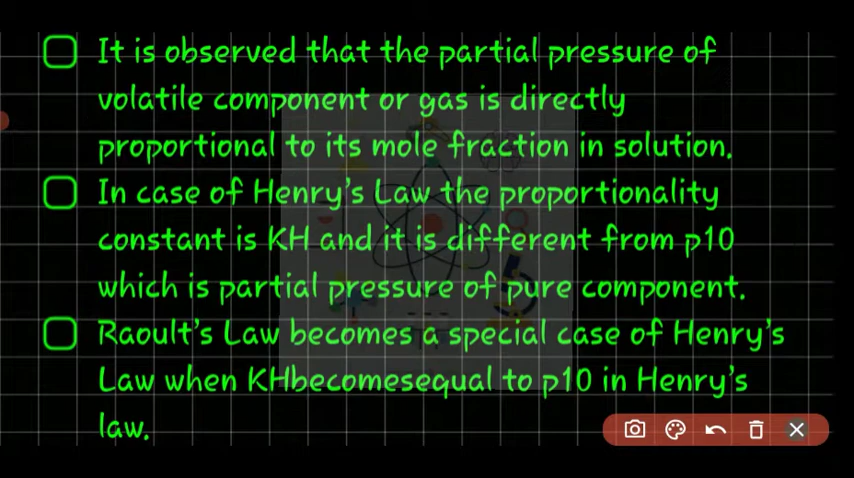 It is observed that the partial pressure of
volatile component or gas is directly
proportional to its mole fraction in solution.
In case of Henry's Law the proportionality
constant is KH and it is different from p10
which is partial pressure of pure component.
Raoult's Law becomes a special case of Henry's
Law when KHbecomesequal to p10 in Henry's
law.